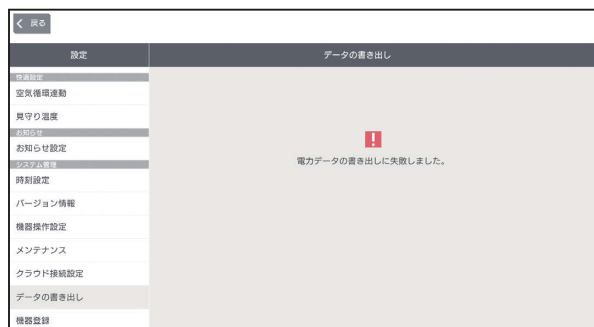 戻る
設定
データの書き出し
快適設定
空気循環連動
見守り温度
お知らせ
お知らせ設定
システム管理
時刻設定
バージョン情報
機器操作設定
メンテナンス
クラウド接続設定
データの書き出し
機器登録
!
電力データの書き出しに失敗しました。